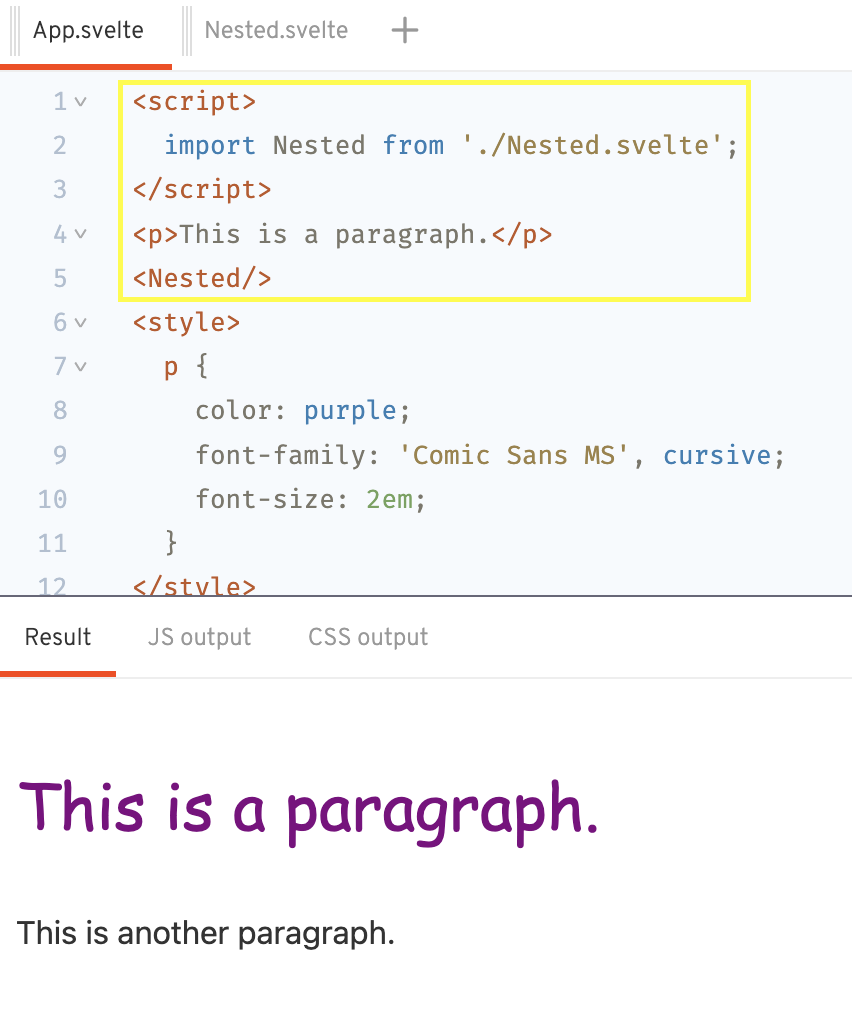 App.svelte Nested.svelte +
1 <script>
2 import Nested from './Nested.svelte';
3 </script>
4 <p>This is a paragraph.</p>
5 <Nested/>
6 <style>
7 p {
8 color: purple;
9 font-family: 'Comic Sans MS', cursive;
10 font-size: 2em;
11 }
12 </style>
Result JS output CSS output
This is a paragraph.
This is another paragraph.